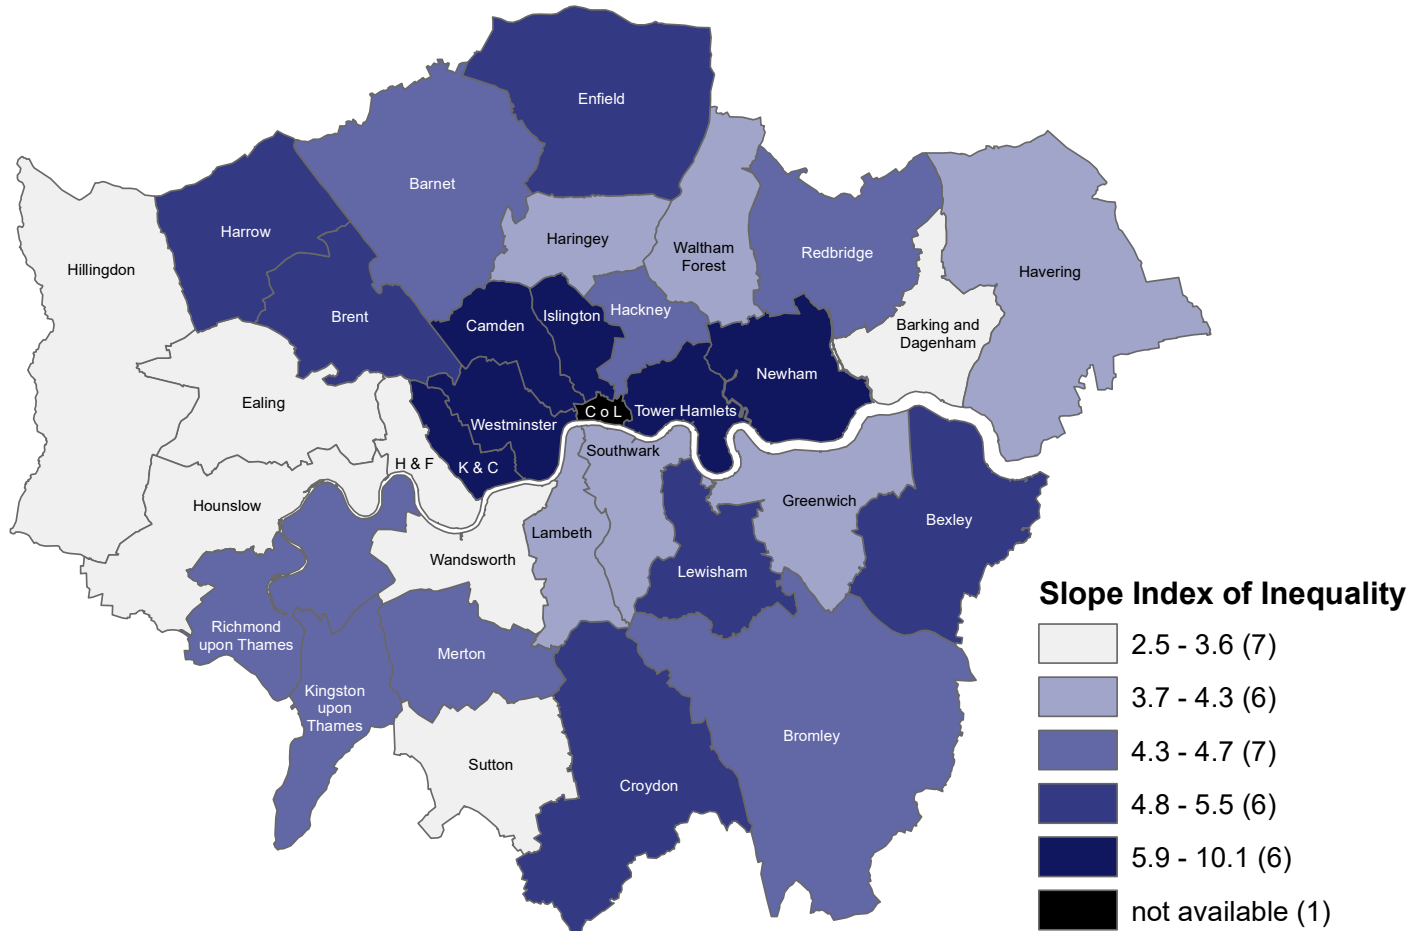 Enfield
Barnet
Harrow
Haringey
Waltham
Forest
Redbridge
Hillingdon
Havering
Hackney
Islington
Brent
Camden
Barking and
Dagenham
Newham
Ealing
C o L
Tower Hamlets
Westminster
Southwark
H & F
K & C
Greenwich
Hounslow
Bexley
Lambeth
Wandsworth
Lewisham
Richmond
upon Thames
Merton
Kingston
upon
Thames
Bromley
Sutton
Croydon
Slope Index of Inequality
2.5 - 3.6 (7)
3.7 - 4.3 (6)
4.3 - 4.7 (7)
4.8 - 5.5 (6)
5.9 - 10.1 (6)
not available (1)